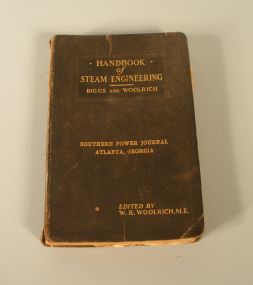 · HANDBOOK ·
of
STEAM ENGINEERING
BIGGS AND WOOLRICH
SOUTHERN POWER JOURNAL
ATLANTA, GEORGIA
EDITED BY
W. R. WOOLRICH, M.E.